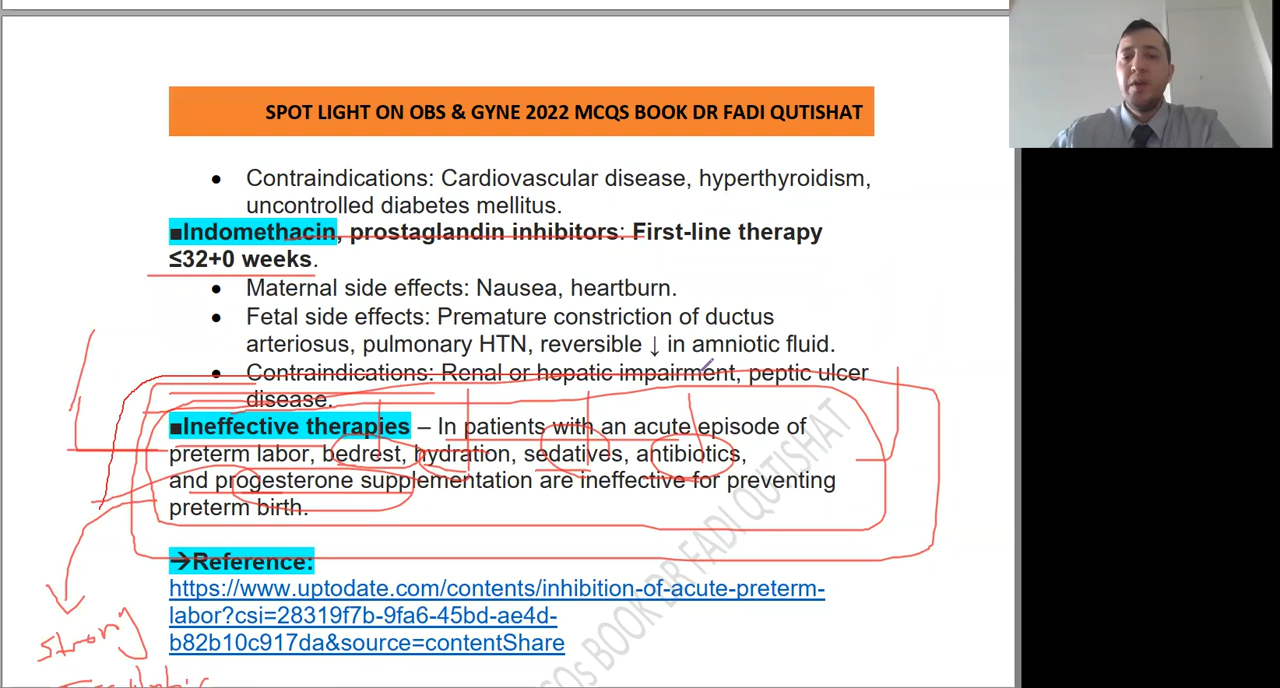 SPOT LIGHT ON OBS & GYNE 2022 MCQS BOOK DR FADI QUTISHAT
• Contraindications: Cardiovascular disease, hyperthyroidism,
uncontrolled diabetes mellitus.
■Indomethacin, prostaglandin inhibitors: First-line therapy
≤32+0 weeks.
• Maternal side effects: Nausea, heartburn.
• Fetal side effects: Premature constriction of ductus
arteriosus, pulmonary HTN, reversible ↓ in amniotic fluid.
• Contraindications: Renal or hepatic impairment, peptic ulcer
disease.
■Ineffective therapies – In patients with an acute episode of
preterm labor, bedrest, hydration, sedatives, antibiotics,
and progesterone supplementation are ineffective for preventing
preterm birth.
→Reference:
https://www.uptodate.com/contents/inhibition-of-acute-preterm-
labor?csi=28319f7b-9fa6-45bd-ae4d-
b82b10c917da&source=contentShare
strong
QS BOOK DR FADI QUTISHAT